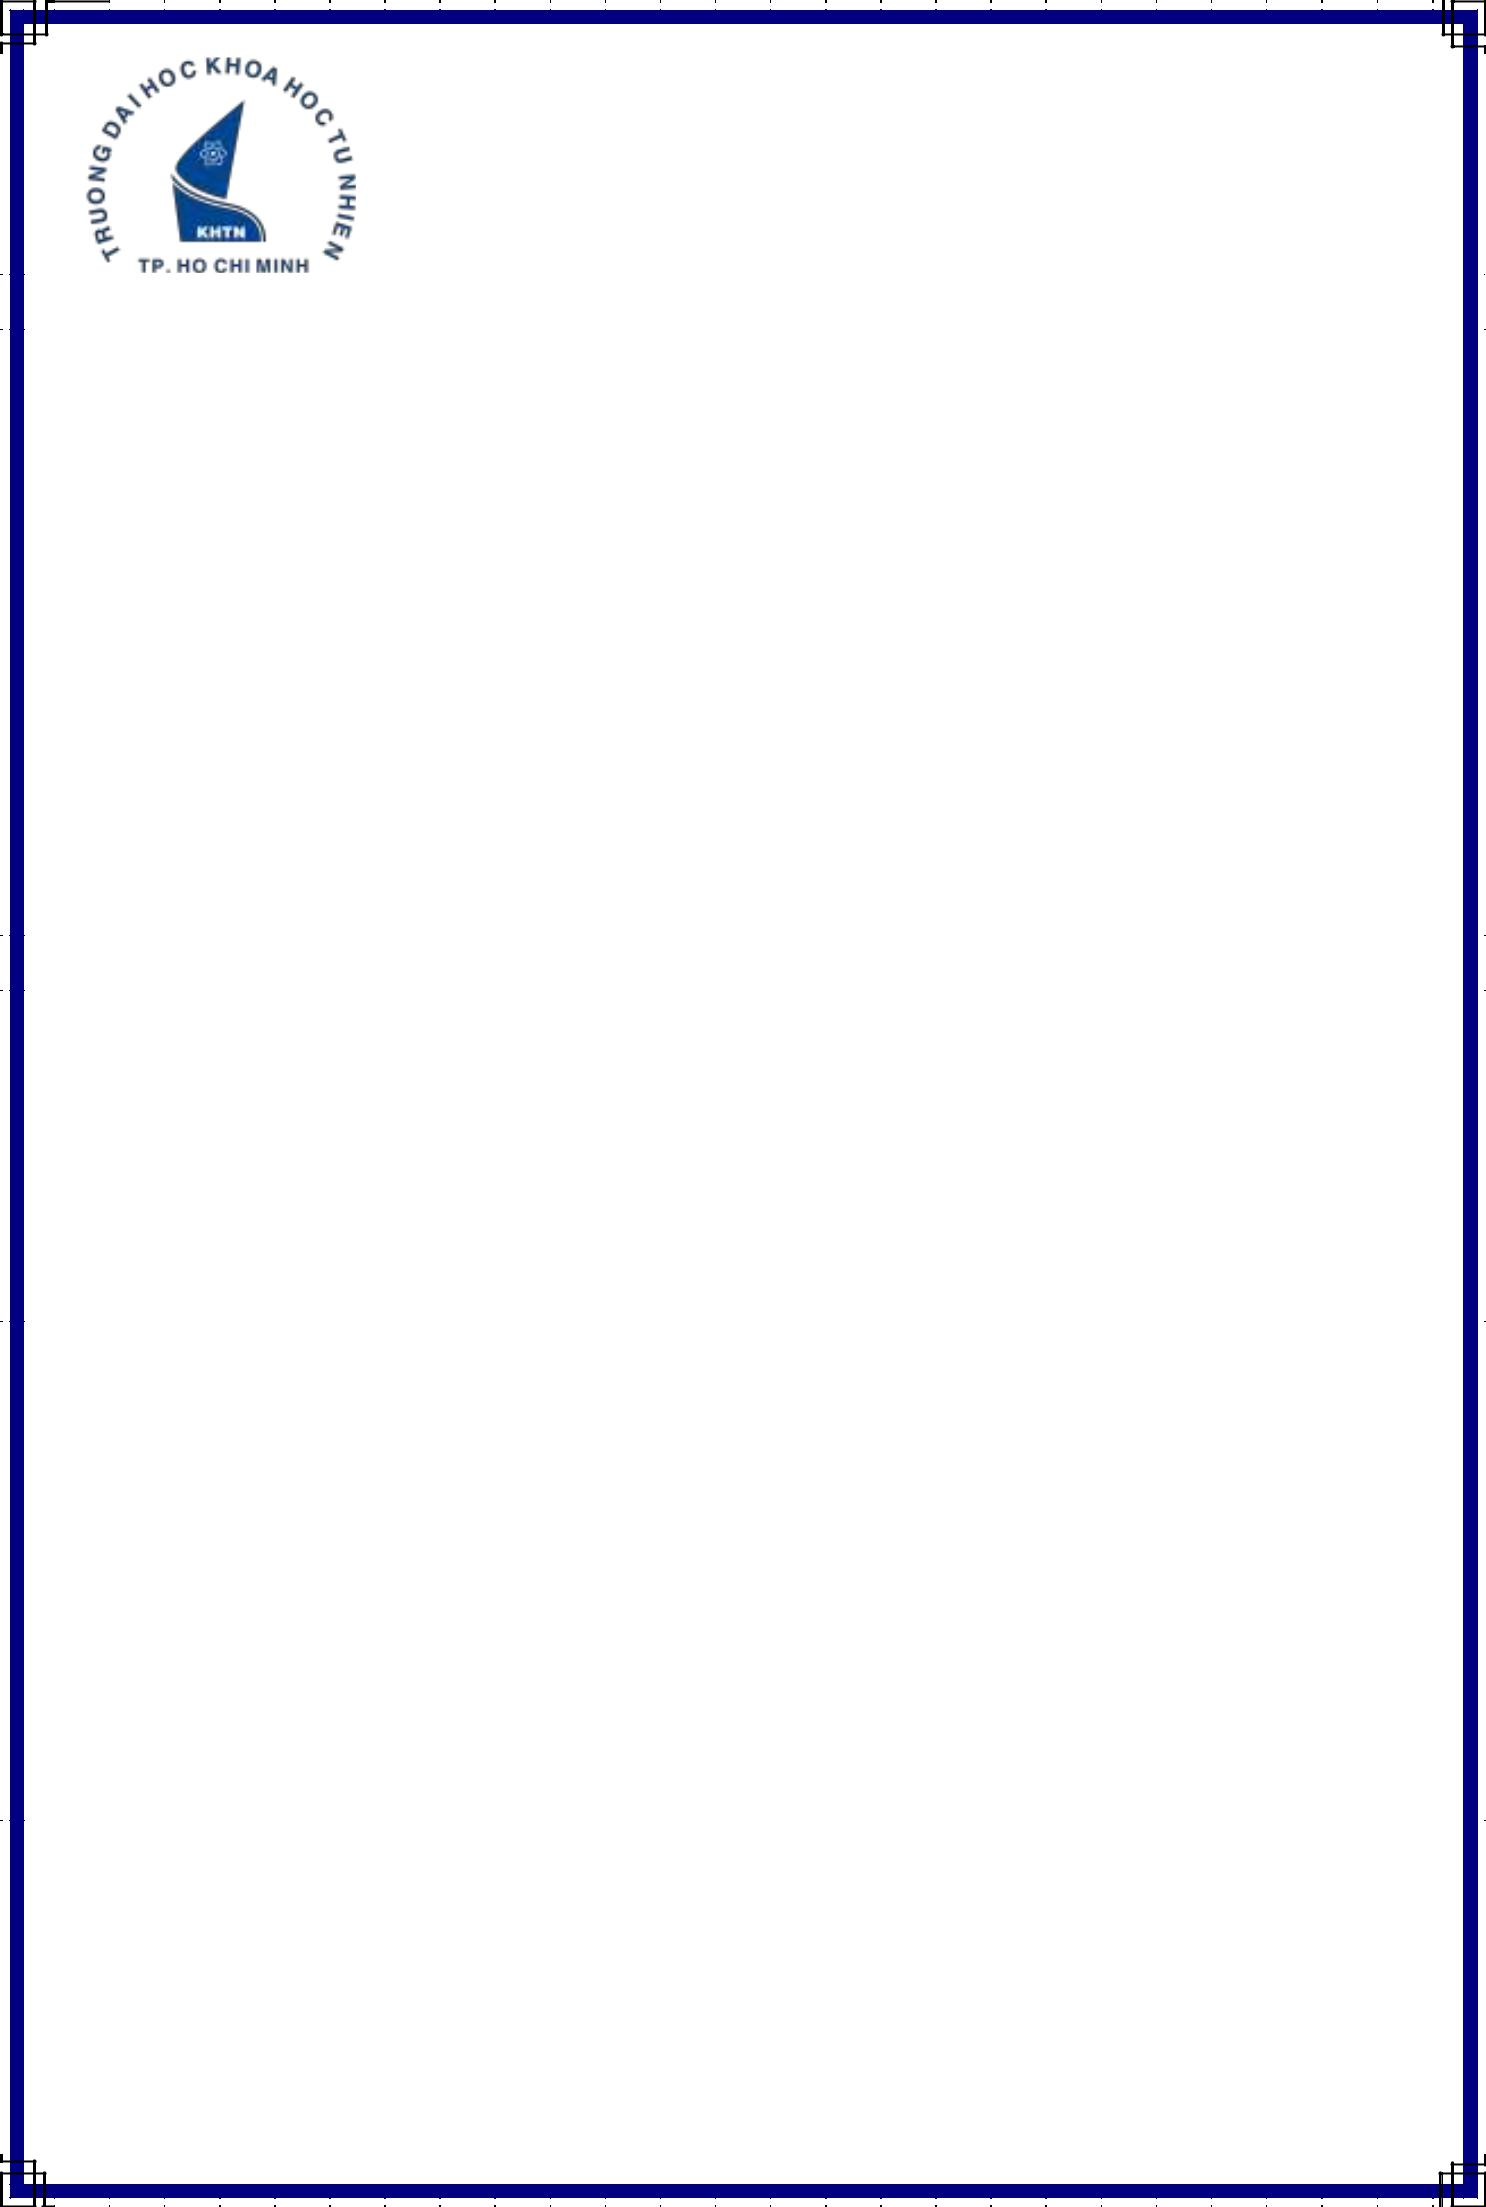 TRUONG DAI HOC KHOA HOC TU NHIEN
KHTN
TP. HO CHI MINH